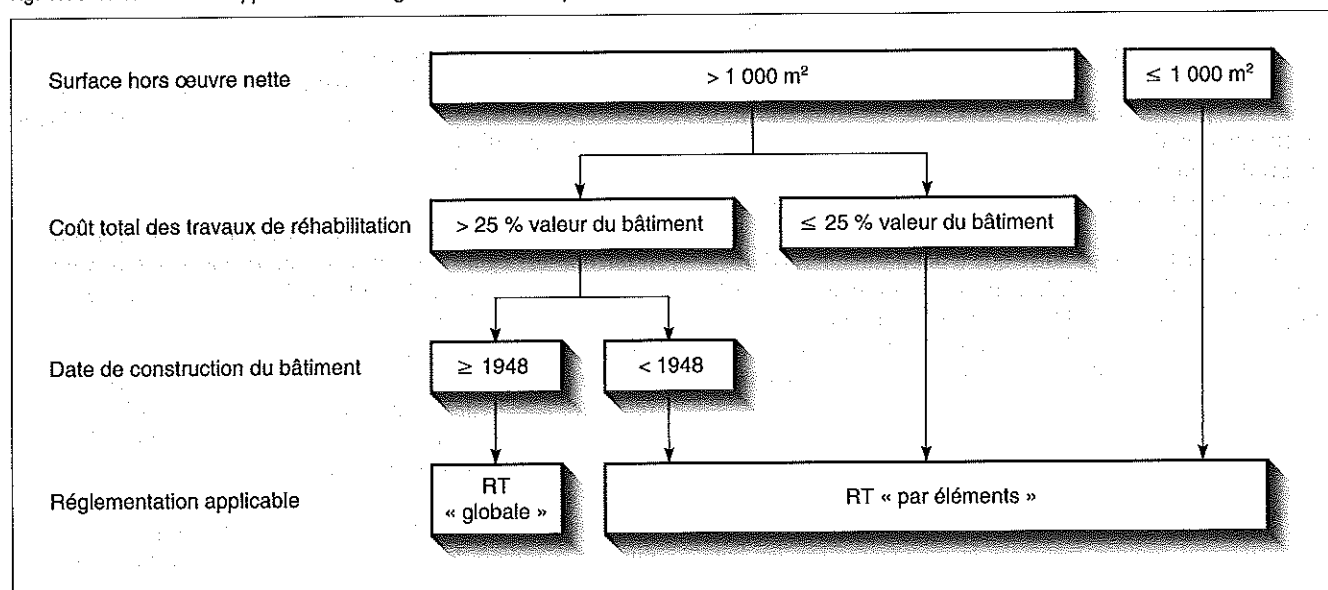 Surface hors œuvre nette
> 1 000 m²
≤ 1 000 m²
Coût total des travaux de réhabilitation
> 25 % valeur du bâtiment
≤ 25 % valeur du bâtiment
Date de construction du bâtiment
≥ 1948
< 1948
Réglementation applicable
RT
« globale »
RT « par éléments »